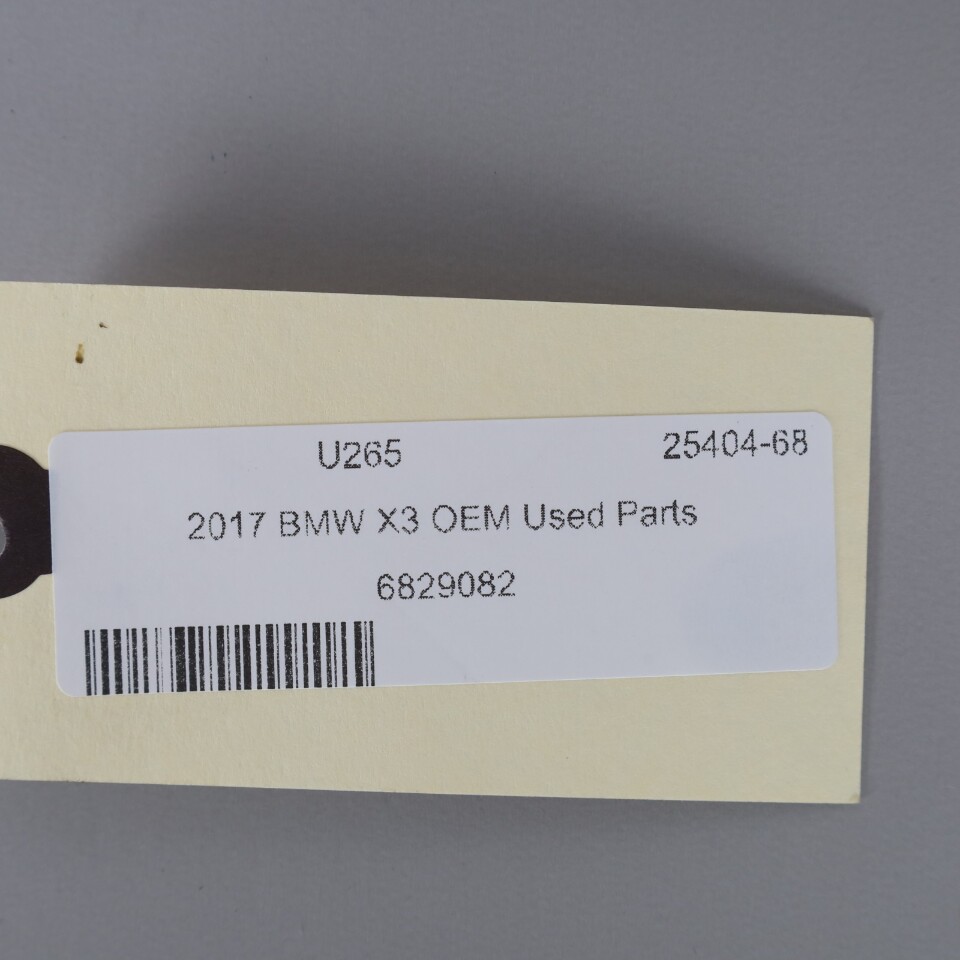 U265 25404-68
2017 BMW X3 OEM Used Parts
6829082